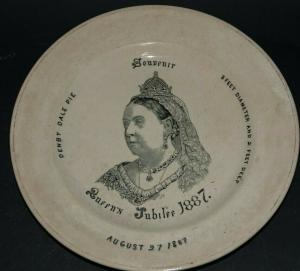 Souvenir
DENBY DALE PIE
8 FEET DIAMETER AND 2 FEET DEEP
Queen's Jubilee 1887.
AUGUST 27 1887